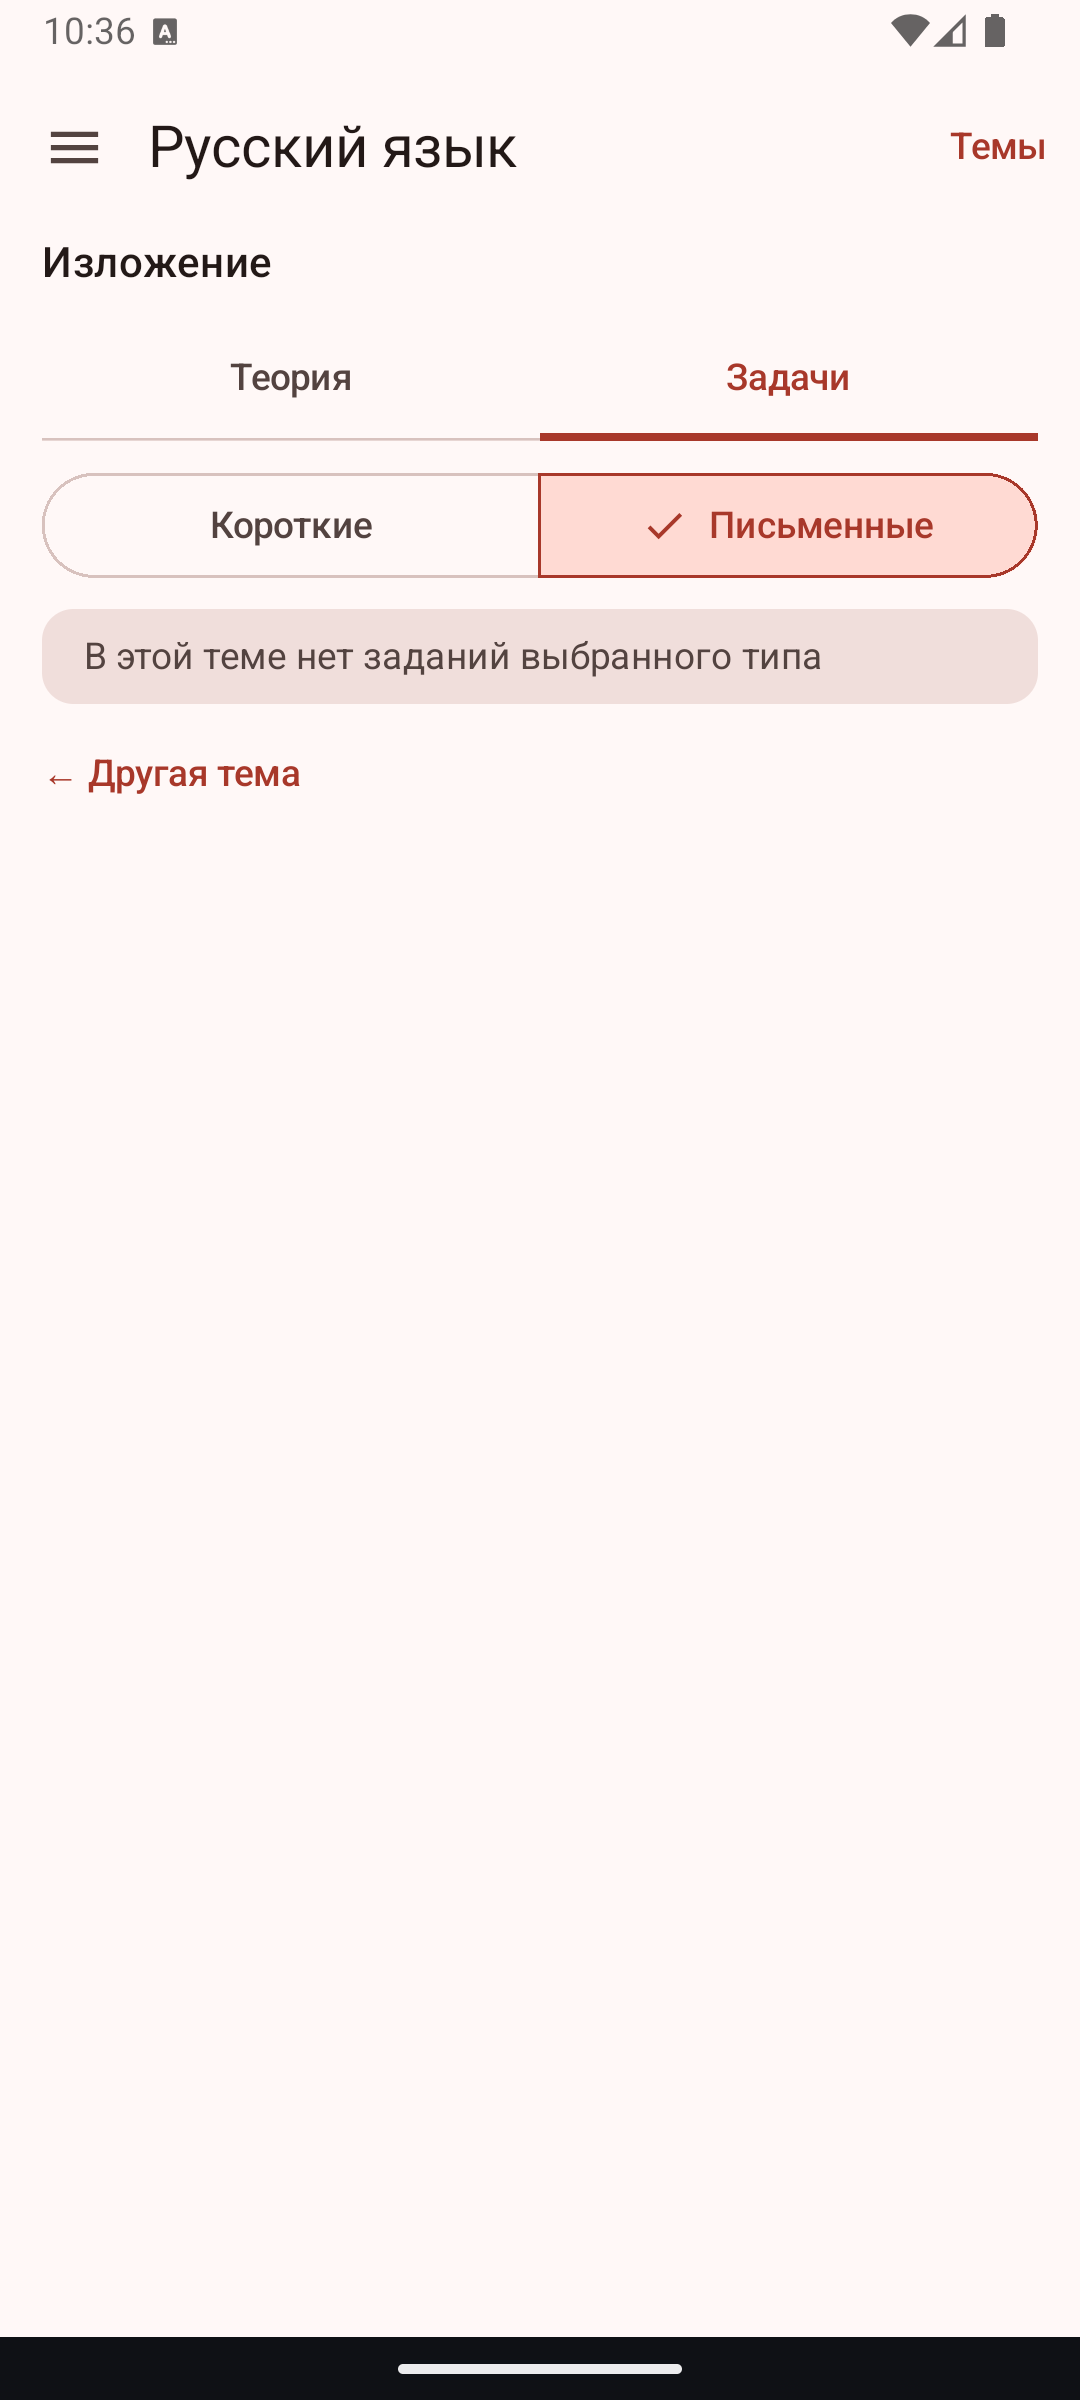 10:36
Русский язык
Темы
Изложение
Теория
Задачи
Короткие
Письменные
В этой теме нет заданий выбранного типа
← Другая тема